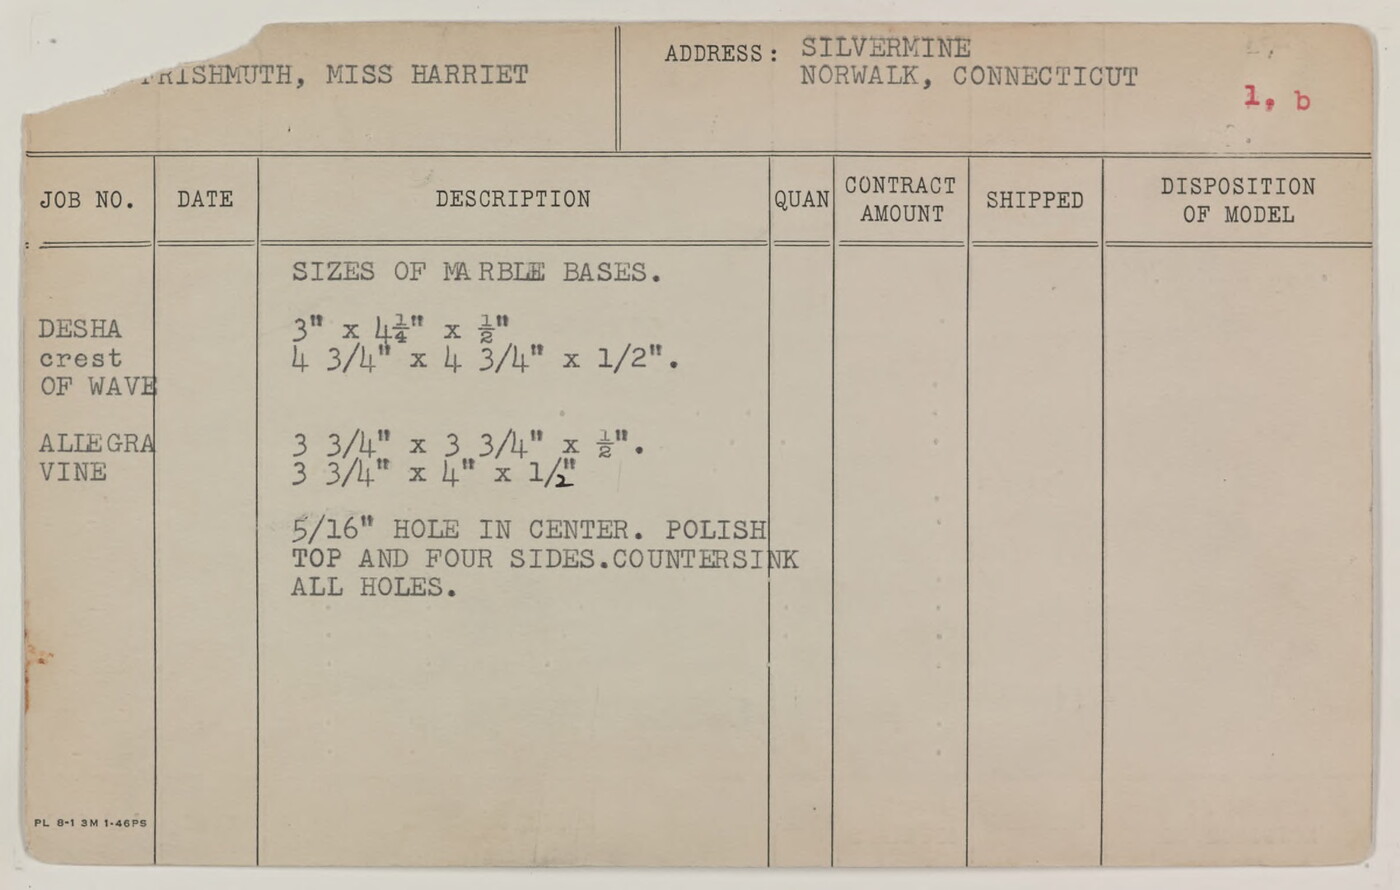 FRISHMUTH, MISS HARRIET
ADDRESS: SILVERMINE
NORWALK, CONNECTICUT
1, b
JOB NO. DATE DESCRIPTION QUAN CONTRACT AMOUNT SHIPPED DISPOSITION OF MODEL
SIZES OF MARBLE BASES.
DESHA 3" x 4¼" x ½"
crest 4 3/4" x 4 3/4" x 1/2".
OF WAVE
ALLEGRA 3 3/4" x 3 3/4" x ½".
VINE 3 3/4" x 4" x 1/2"
5/16" HOLE IN CENTER. POLISH
TOP AND FOUR SIDES.COUNTERSINK
ALL HOLES.
PL 8-1 3M 1-46PS